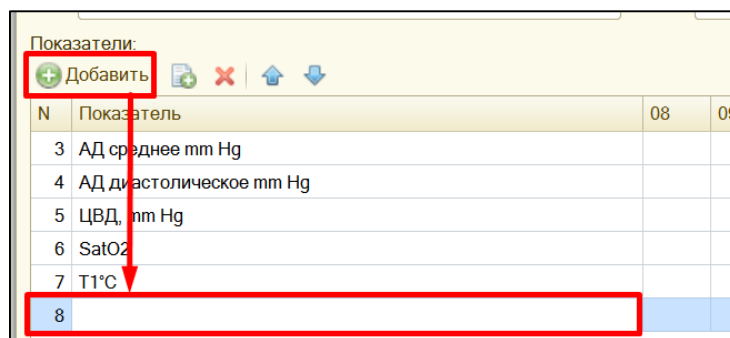 Показатели:
Добавить
N Показатель 08 09
3 АД среднее mm Hg
4 АД диастолическое mm Hg
5 ЦВД, mm Hg
6 SatO2
7 T1°C
8